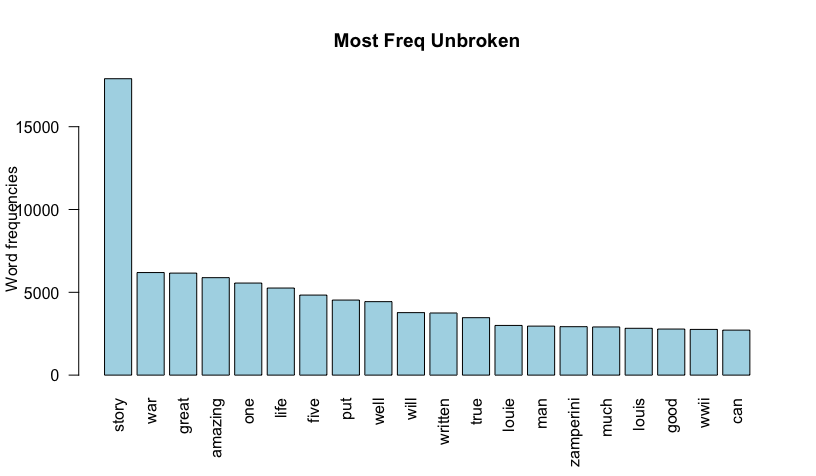 Most Freq Unbroken
Word frequencies
15000
10000
5000
0
story
war
great
amazing
one
life
five
put
well
will
written
true
louie
man
zamperini
much
louis
good
wwii
can